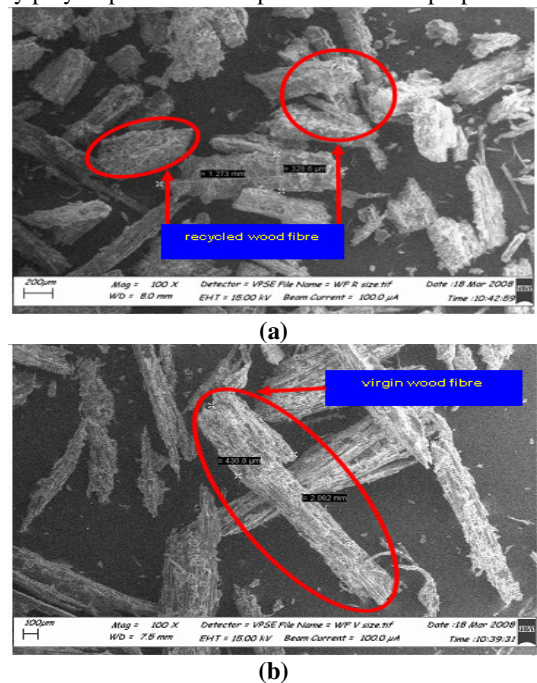 = 1.273 mm
= 328.6 µm
recycled wood fibre
200µm
Mag = 100 X
Detector = VPSE File Name = WF R size.tif
Date :18 Mar 2008
WD = 8.0 mm
EHT = 15.00 kV
Beam Current = 100.0 µA
Time :10:42:59
(a)
virgin wood fibre
= 2.062 mm
100µm
Mag = 100 X
Detector = VPSE File Name = WF V size.tif
Date :18 Mar 2008
WD = 7.5 mm
EHT = 15.00 kV
Beam Current = 100.0 µA
Time :10:39:31
(b)